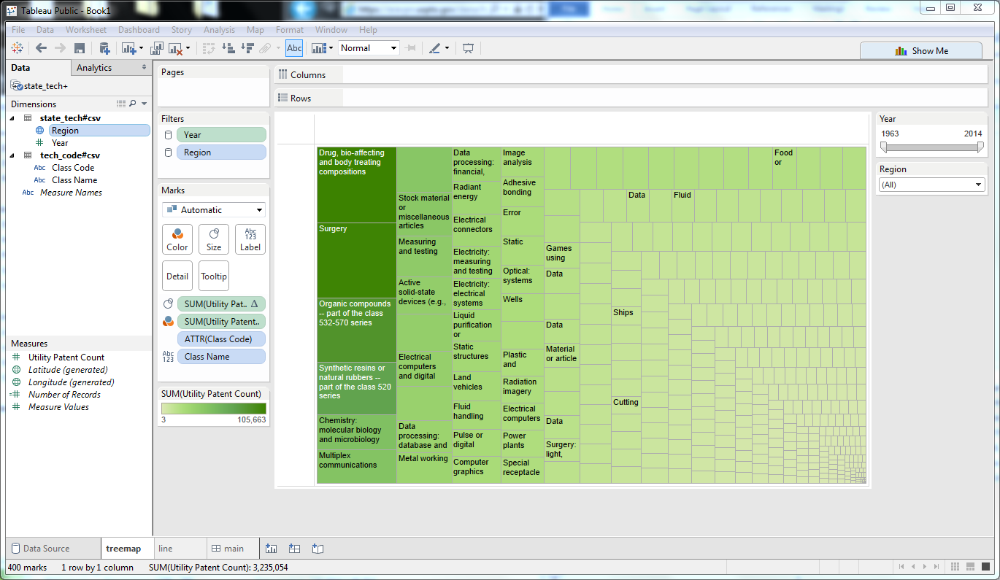 Tableau Public - Book1
File Data Worksheet Dashboard Story Analysis Map Format Window Help
Abc Normal Show Me
Data Analytics
state_tech+
Dimensions
state_tech#csv
Region
Year
tech_code#csv
Abc Class Code
Abc Class Name
Abc Measure Names
Measures
Utility Patent Count
Latitude (generated)
Longitude (generated)
Number of Records
Measure Values
Pages
Filters
Year
Region
Marks
Automatic
Abc
123
Color Size Label
Detail Tooltip
SUM(Utility Pat.. Δ
SUM(Utility Patent..
ATTR(Class Code)
Abc
123
Class Name
SUM(Utility Patent Count)
3 105,663
Columns
Rows
Drug, bio-affecting
and body treating
compositions
Surgery
Organic compounds
-- part of the class
532-570 series
Synthetic resins or
natural rubbers --
part of the class 520
series
Chemistry:
molecular biology
and microbiology
Multiplex
communications
Stock material
or
miscellaneous
articles
Measuring
and testing
Active
solid-state
devices (e.g.,
Electrical
computers
and digital
Data
processing:
database and
Metal working
Data
processing:
financial,
Radiant
energy
Electrical
connectors
Electricity:
measuring
and testing
Electricity:
electrical
systems
Liquid
purification
or
Static
structures
Land
vehicles
Fluid
handling
Pulse or
digital
Computer
graphics
Image
analysis
Adhesive
bonding
Error
Static
Optical:
systems
Wells
Plastic
and
Radiation
imagery
Electrical
computers
Power
plants
Special
receptacle
Games
using
Data
Data
Material
or article
Data
Surgery:
light,
Data
Ships
Cutting
Fluid
Food
or
Year
1963 2014
Region
(All)
Data Source treemap line main
400 marks 1 row by 1 column SUM(Utility Patent Count): 3,235,054